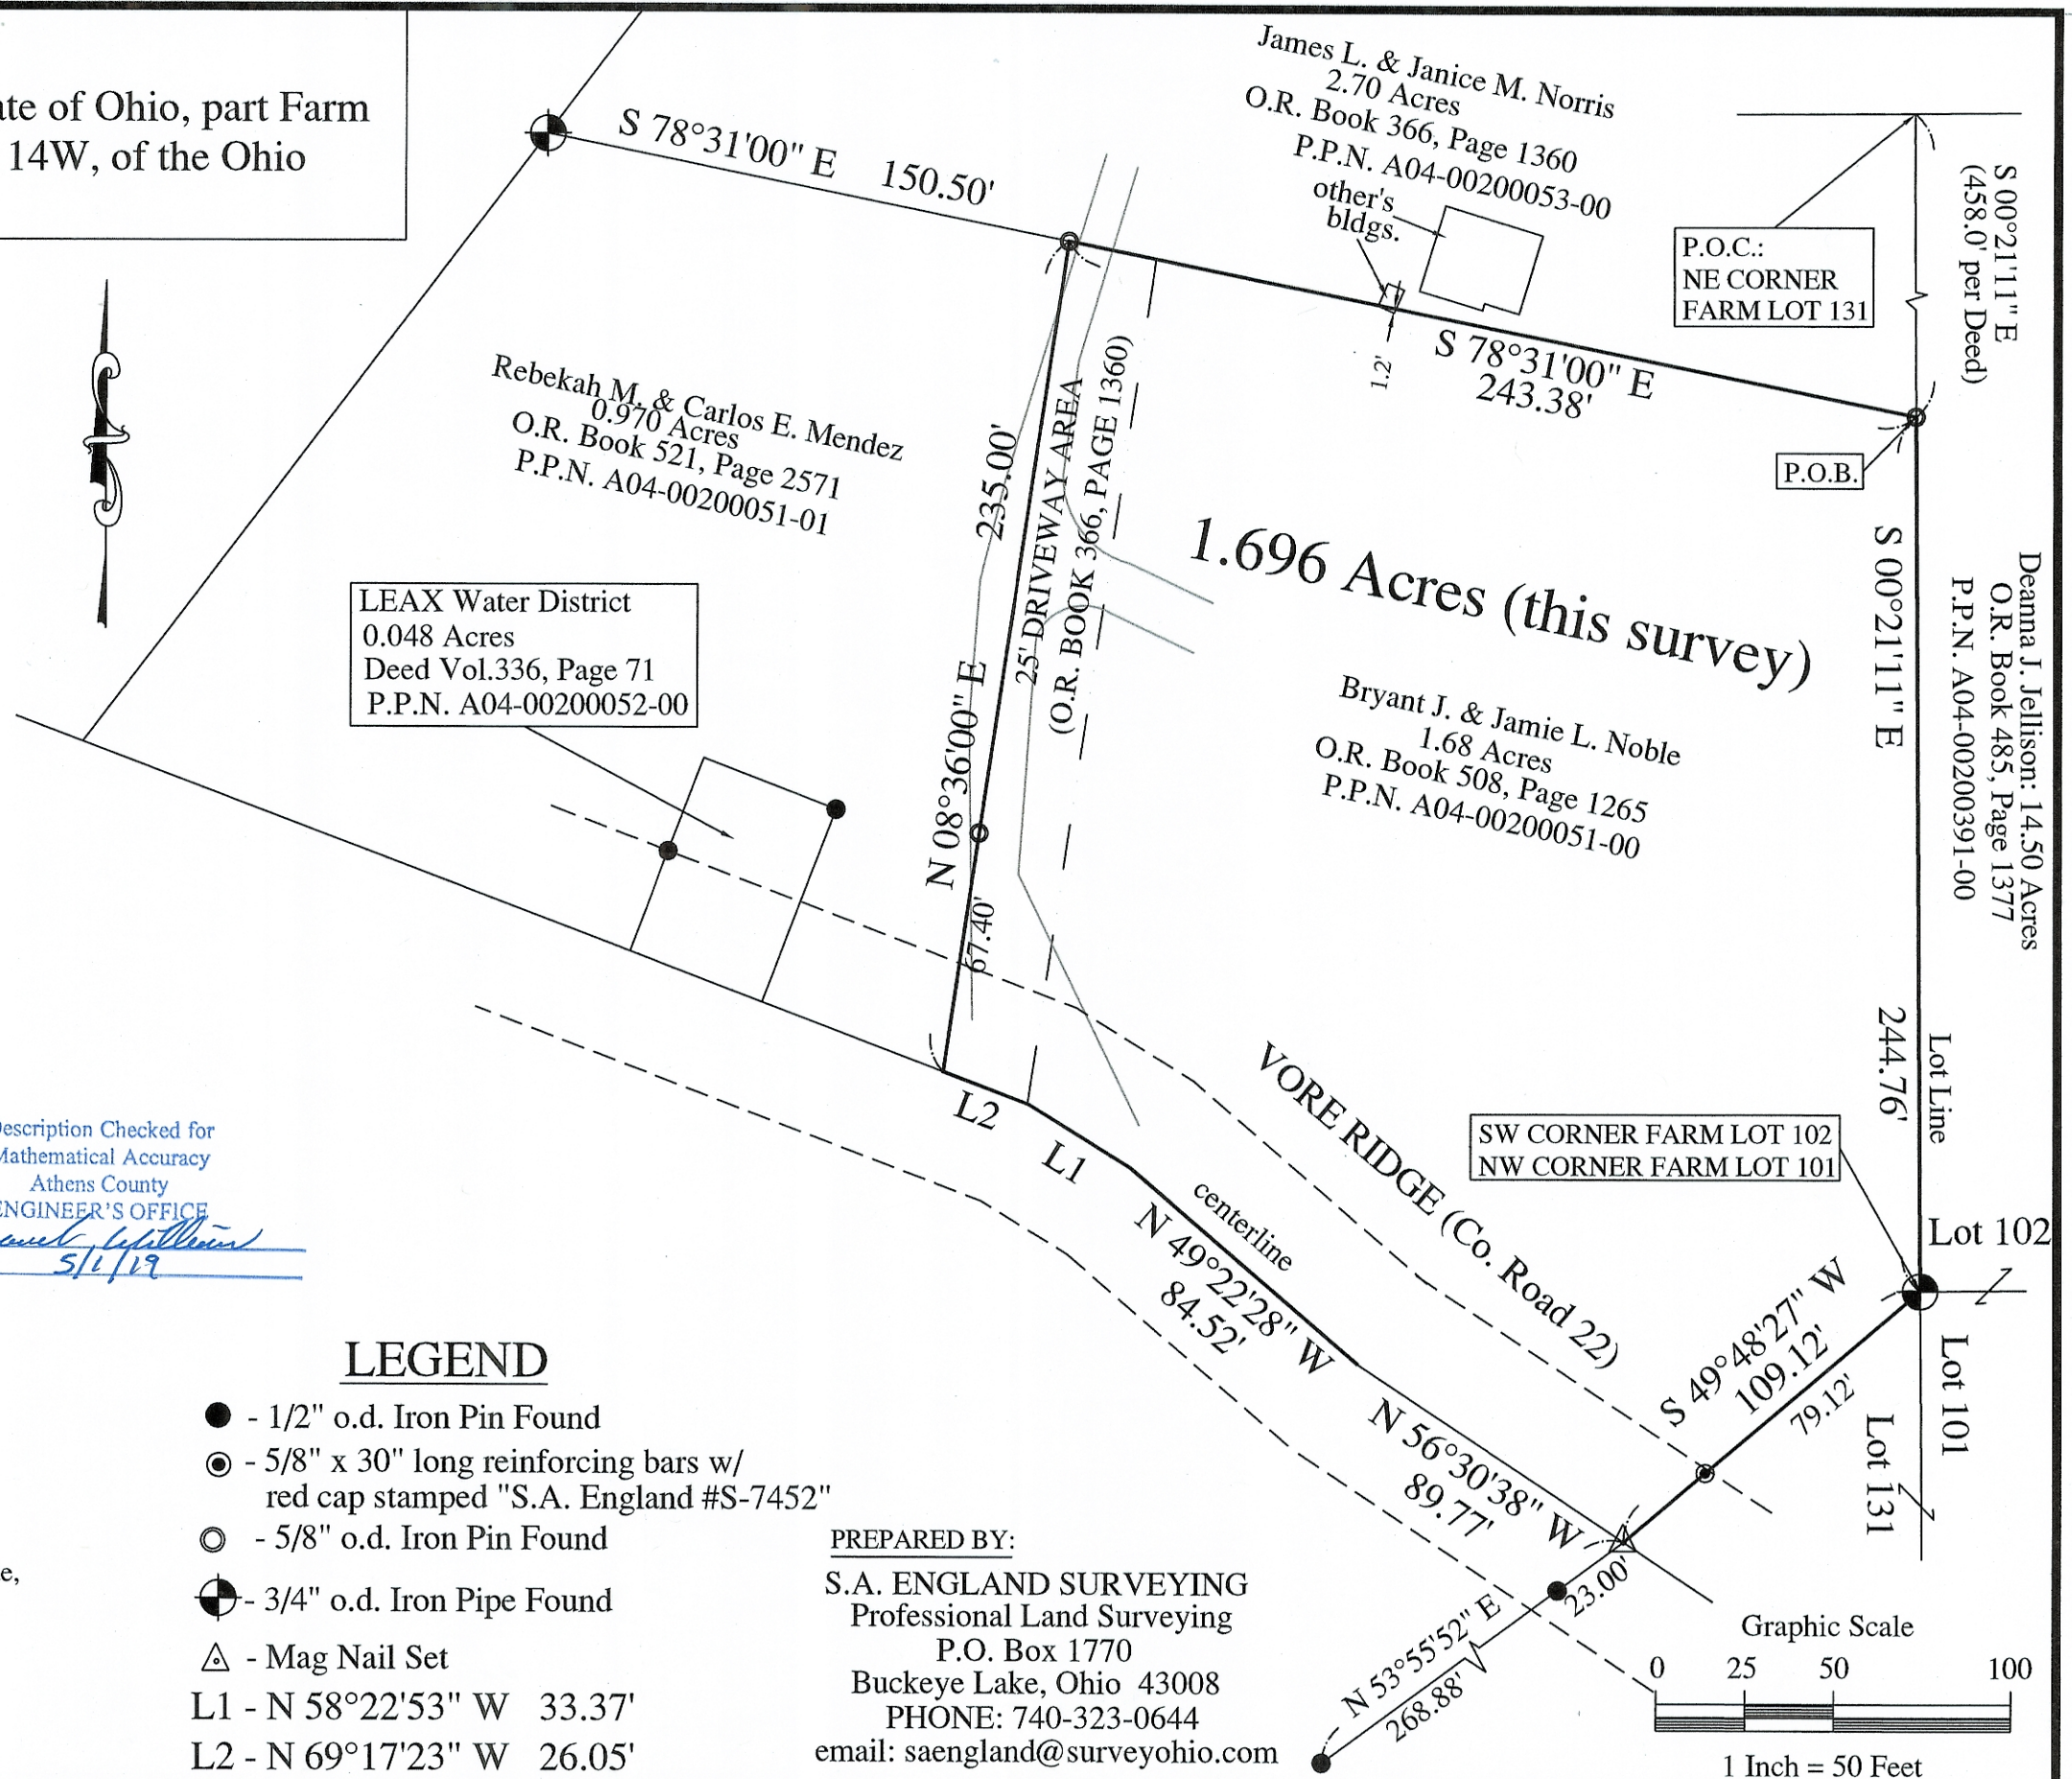 ate of Ohio, part Farm
14W, of the Ohio
S 78°31'00" E 150.50'
James L. & Janice M. Norris
2.70 Acres
O.R. Book 366, Page 1360
P.P.N. A04-00200053-00
other's
bldgs.
1.2'
S 78°31'00" E
243.38'
P.O.C.:
NE CORNER
FARM LOT 131
S 00°21'11" E
(458.0' per Deed)
P.O.B.
Rebekah M. & Carlos E. Mendez
0.970 Acres
O.R. Book 521, Page 2571
P.P.N. A04-00200051-01
LEAX Water District
0.048 Acres
Deed Vol.336, Page 71
P.P.N. A04-00200052-00
N 08°36'00" E 235.00'
67.40'
25' DRIVEWAY AREA
(O.R. BOOK 366, PAGE 1360)
1.696 Acres (this survey)
Bryant J. & Jamie L. Noble
1.68 Acres
O.R. Book 508, Page 1265
P.P.N. A04-00200051-00
S 00°21'11" E 244.76'
Lot Line
Deanna J. Jellison: 14.50 Acres
O.R. Book 485, Page 1377
P.P.N. A04-00200391-00
SW CORNER FARM LOT 102
NW CORNER FARM LOT 101
Lot 102
Lot 101
Lot 131
VORE RIDGE (Co. Road 22)
L2
L1
centerline
N 49°22'28" W
84.52'
N 56°30'38" W
89.77'
S 49°48'27" W
109.12'
79.12'
23.00'
N 53°55'52" E
268.88'
escription Checked for
Mathematical Accuracy
Athens County
ENGINEER'S OFFICE
5/1/19
LEGEND
- 1/2" o.d. Iron Pin Found
- 5/8" x 30" long reinforcing bars w/
red cap stamped "S.A. England #S-7452"
- 5/8" o.d. Iron Pin Found
- 3/4" o.d. Iron Pipe Found
- Mag Nail Set
L1 - N 58°22'53" W 33.37'
L2 - N 69°17'23" W 26.05'
e,
PREPARED BY:
S.A. ENGLAND SURVEYING
Professional Land Surveying
P.O. Box 1770
Buckeye Lake, Ohio 43008
PHONE: 740-323-0644
email: saengland@surveyohio.com
Graphic Scale
0 25 50 100
1 Inch = 50 Feet